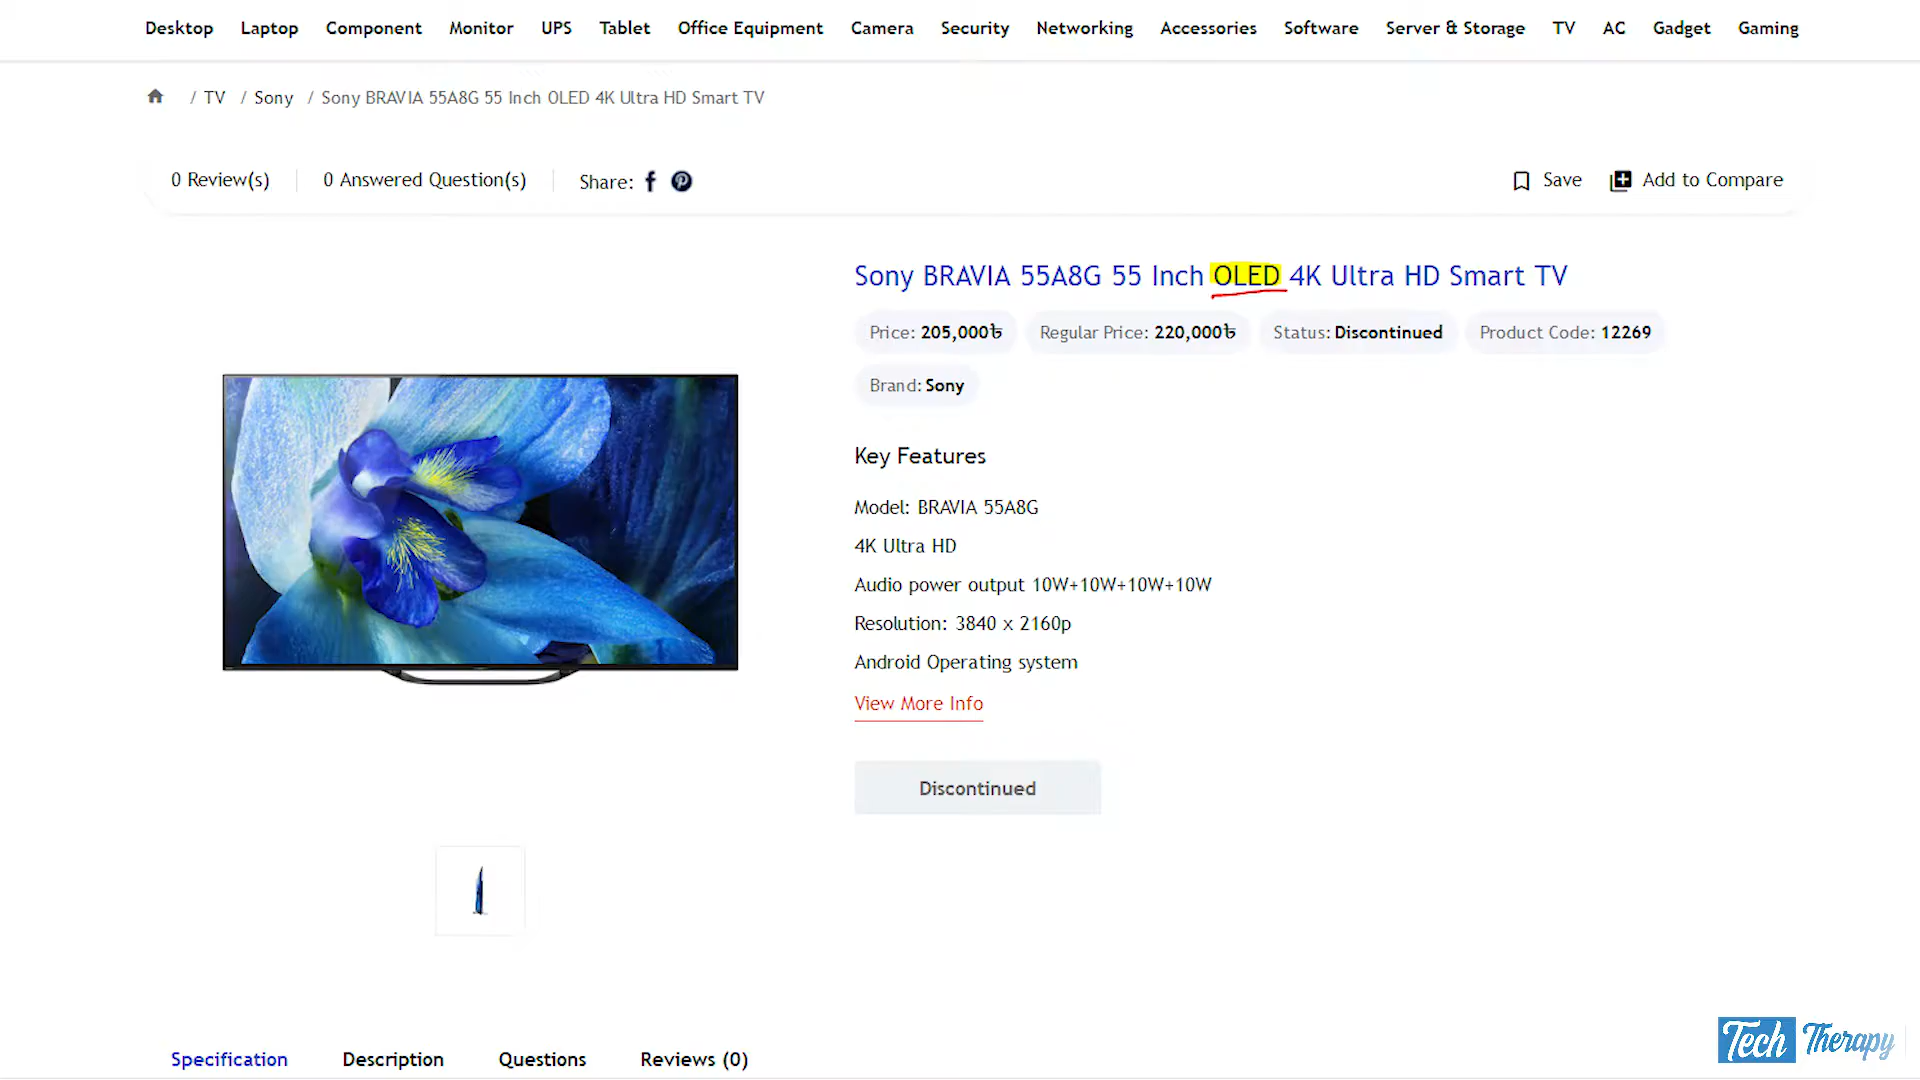 Desktop Laptop Component Monitor UPS Tablet Office Equipment Camera Security Networking Accessories Software Server & Storage TV AC Gadget Gaming
/ TV / Sony / Sony BRAVIA 55A8G 55 Inch OLED 4K Ultra HD Smart TV
0 Review(s) 0 Answered Question(s) Share: Save Add to Compare
Sony BRAVIA 55A8G 55 Inch OLED 4K Ultra HD Smart TV
Price: 205,000৳ Regular Price: 220,000৳ Status: Discontinued Product Code: 12269
Brand: Sony
Key Features
Model: BRAVIA 55A8G
4K Ultra HD
Audio power output 10W+10W+10W+10W
Resolution: 3840 x 2160p
Android Operating system
View More Info
Discontinued
Specification Description Questions Reviews (0)
Tech Therapy